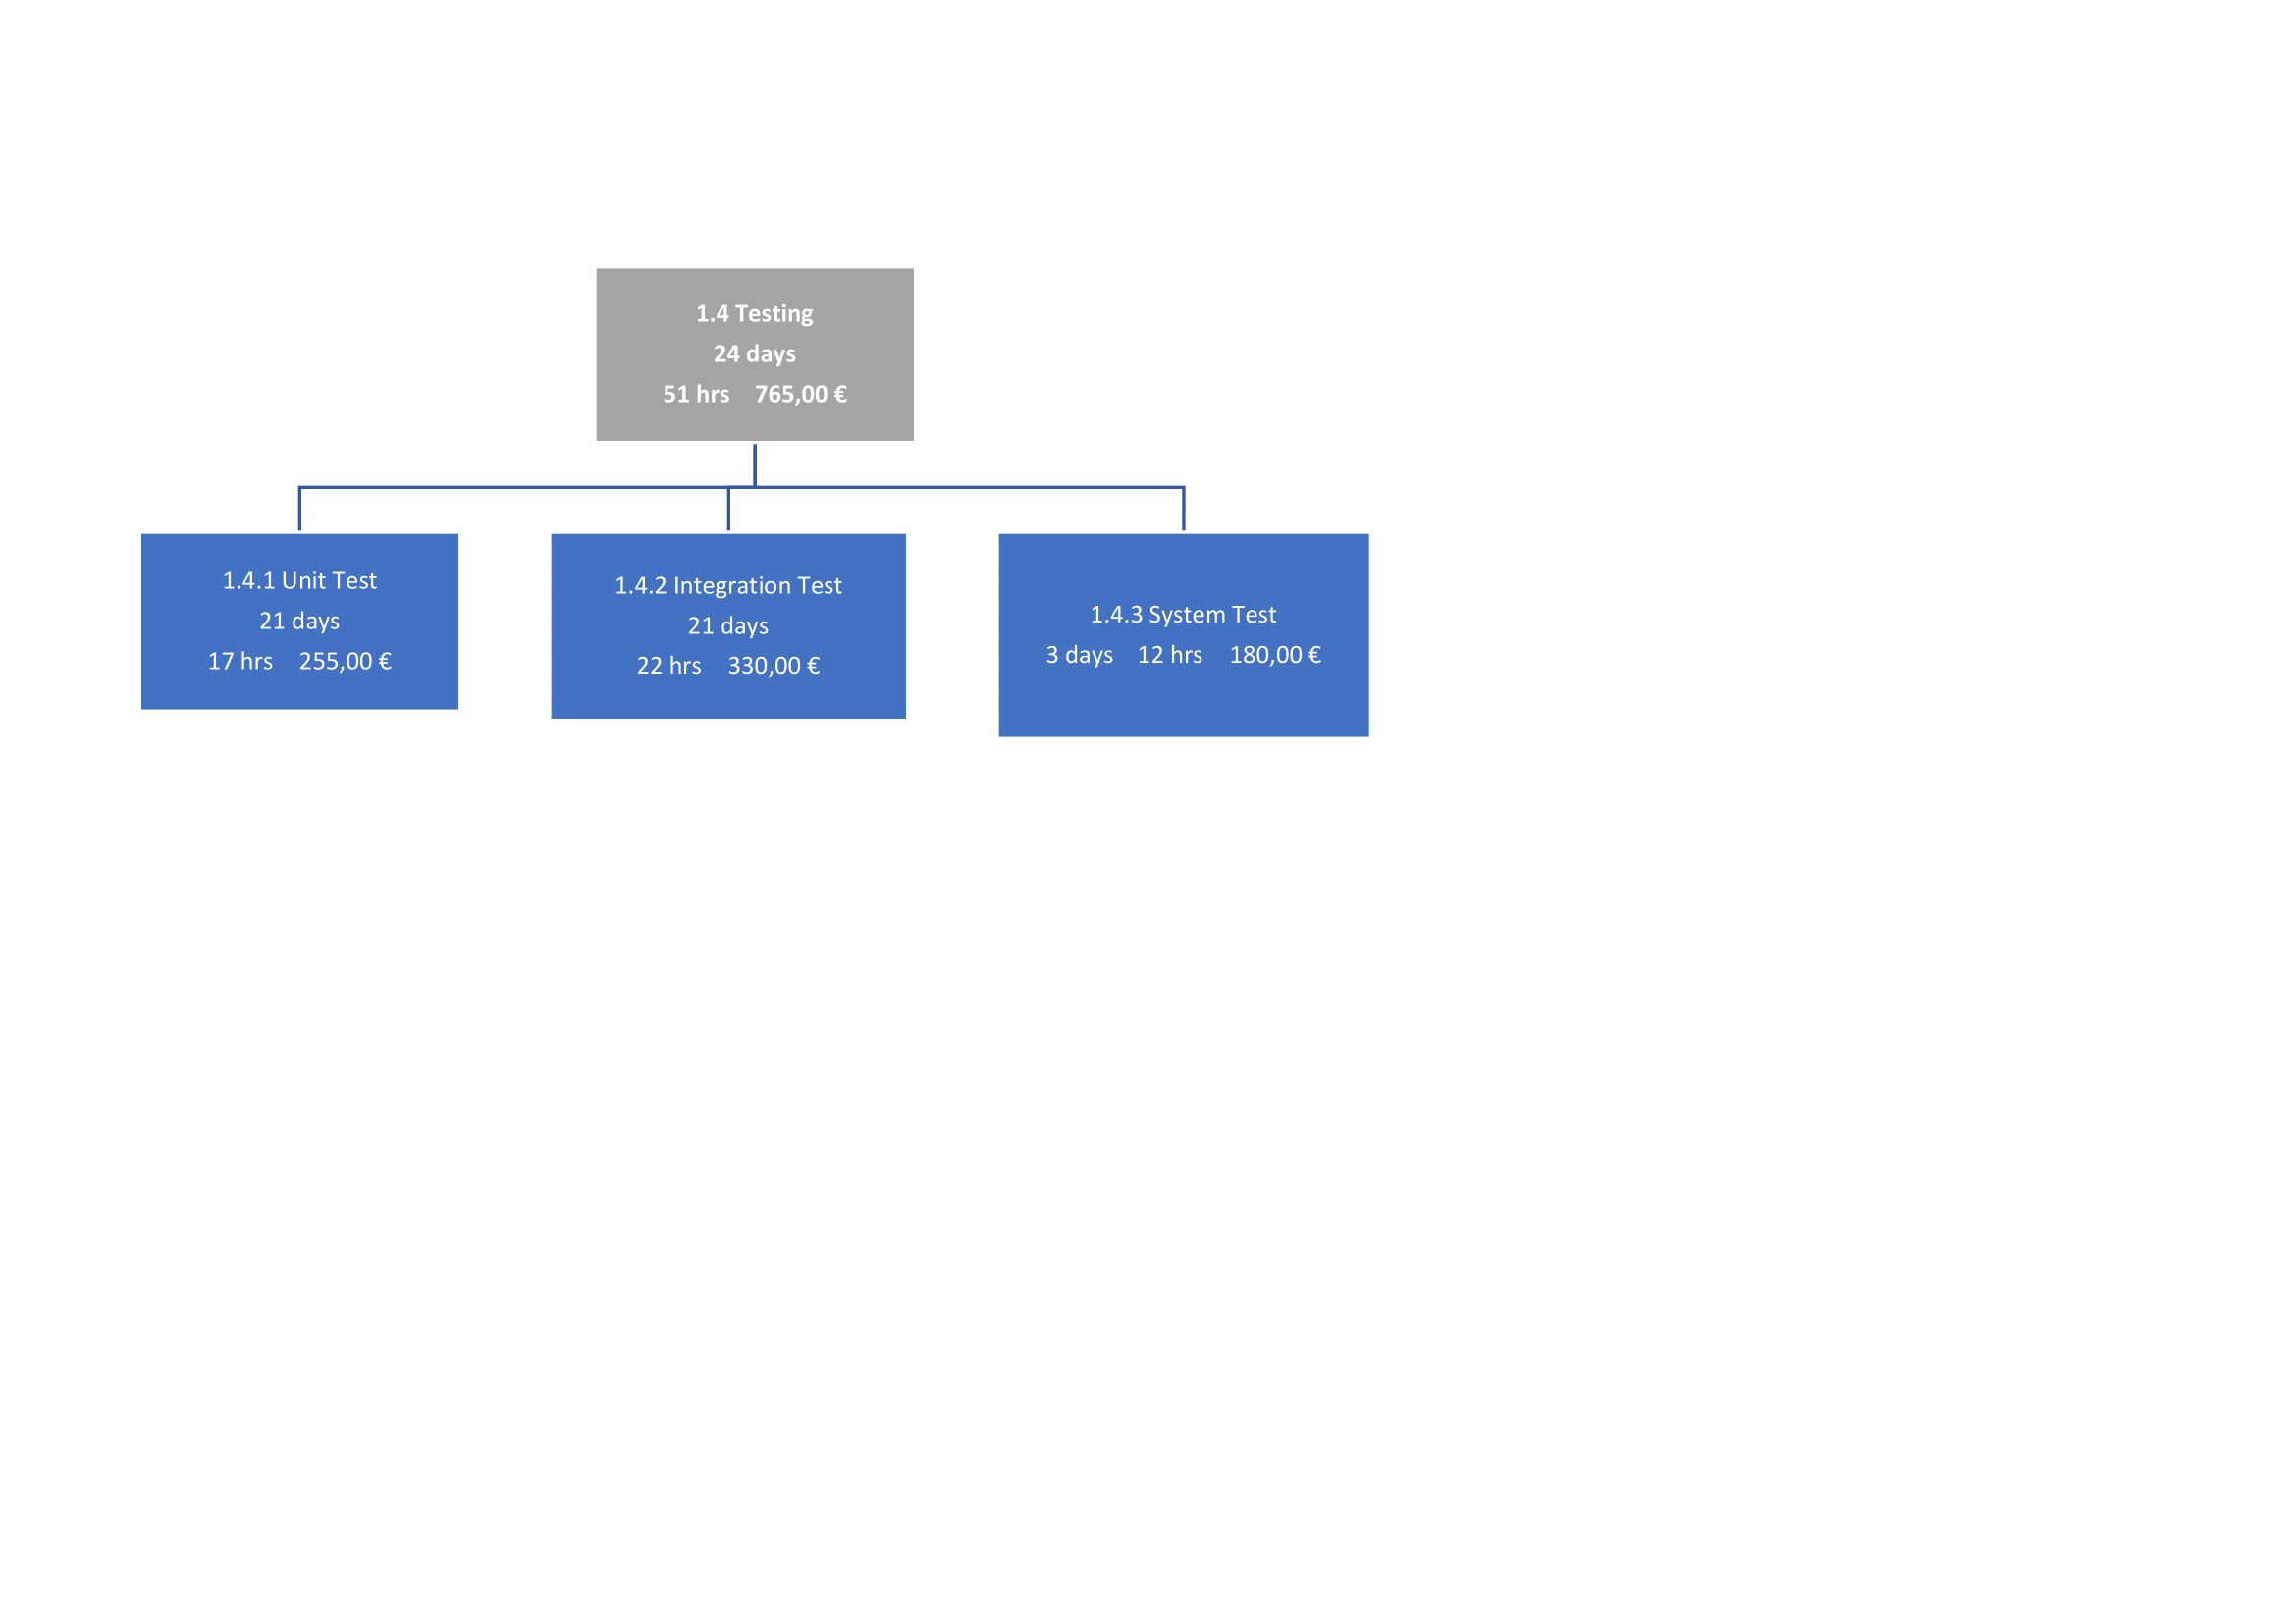 1.4 Testing
24 days
51 hrs 765,00 €
1.4.1 Unit Test
21 days
17 hrs 255,00 €
1.4.2 Integration Test
21 days
22 hrs 330,00 €
1.4.3 System Test
3 days 12 hrs 180,00 €